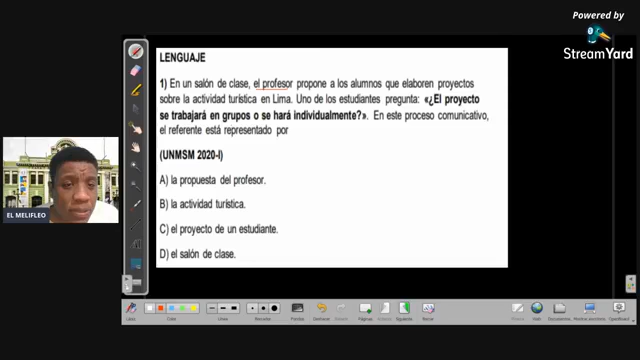 Powered by
StreamYard
LENGUAJE
1) En un salón de clase, el profesor propone a los alumnos que elaboren proyectos
sobre la actividad turística en Lima. Uno de los estudiantes pregunta: «¿El proyecto
se trabajará en grupos o se hará individualmente?». En este proceso comunicativo,
el referente está representado por
(UNMSM 2020-I)
A) la propuesta del profesor.
B) la actividad turística.
C) el proyecto de un estudiante.
D) el salón de clase.
EL MELIFLEO